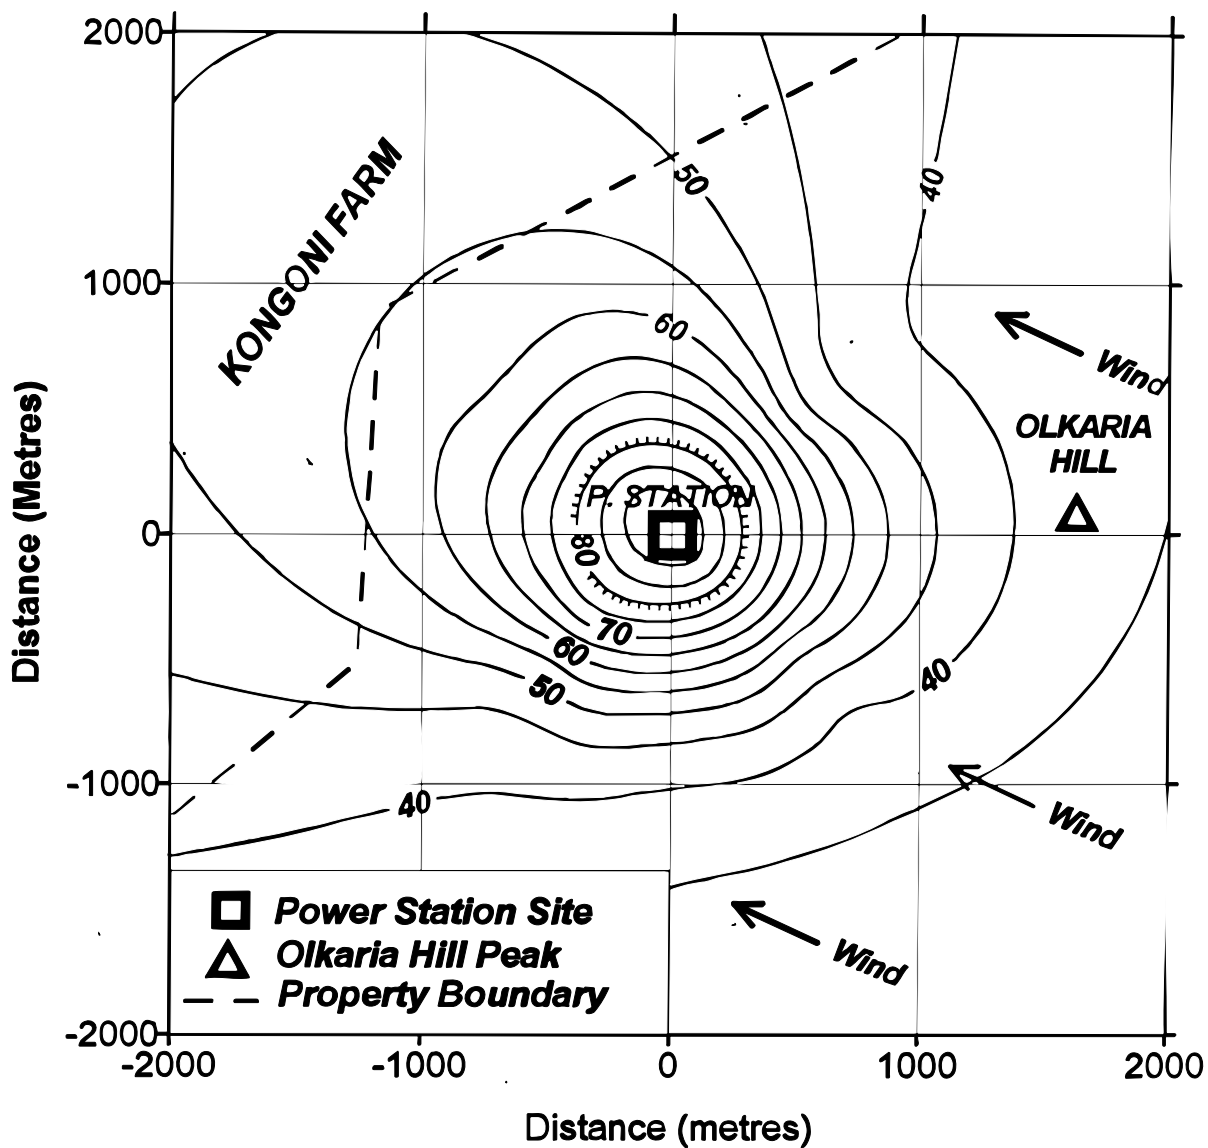 2000
50
40
KONGONI FARM
1000
60
Wind
OLKARIA
HILL
P. STATION
Distance (Metres)
0
80
70
60
50
40
-1000
40
Wind
Power Station Site
Olkaria Hill Peak
Property Boundary
Wind
-2000
-2000
-1000
0
1000
2000
Distance (metres)